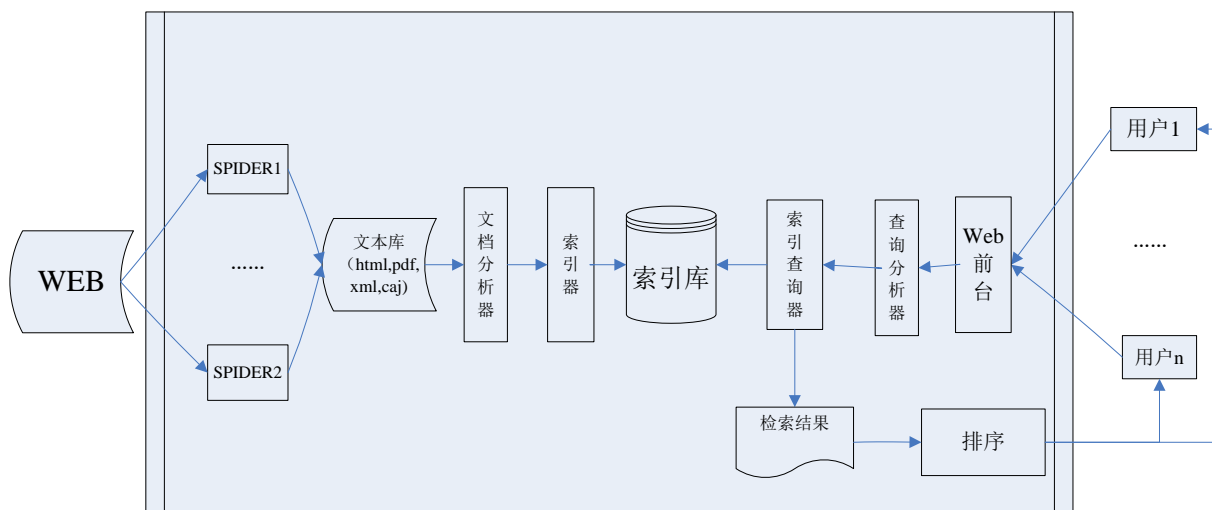 WEB
SPIDER1
......
SPIDER2
文本库
（html,pdf,
xml,caj)
文档分析器
索引器
索引库
索引查询器
查询分析器
Web
前
台
用户1
......
用户n
检索结果
排序